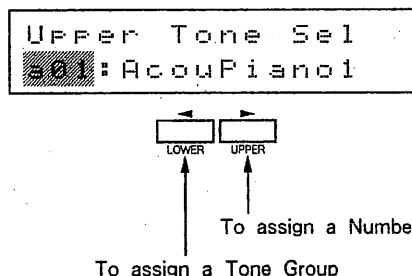 Upper Tone Sel
a01:AcouPiano1
LOWER UPPER
To assign a Numbe
To assign a Tone Group